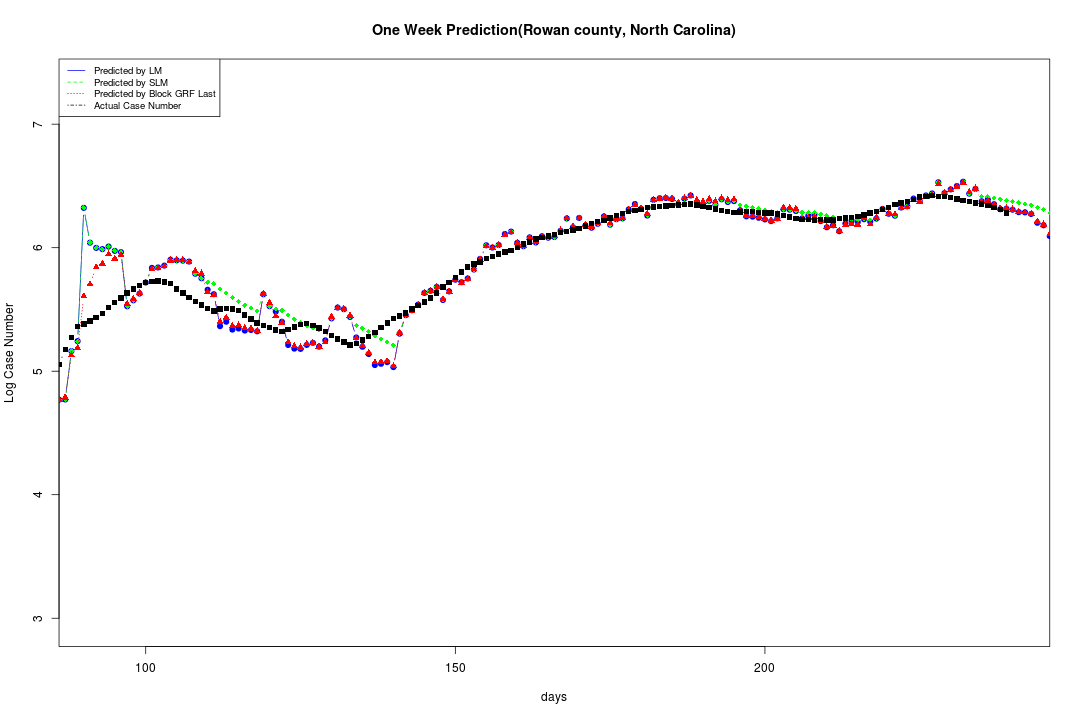 One Week Prediction(Rowan county, North Carolina)
Predicted by LM
Predicted by SLM
Predicted by Block GRF Last
Actual Case Number
7
6
5
4
3
Log Case Number
100 150 200
days